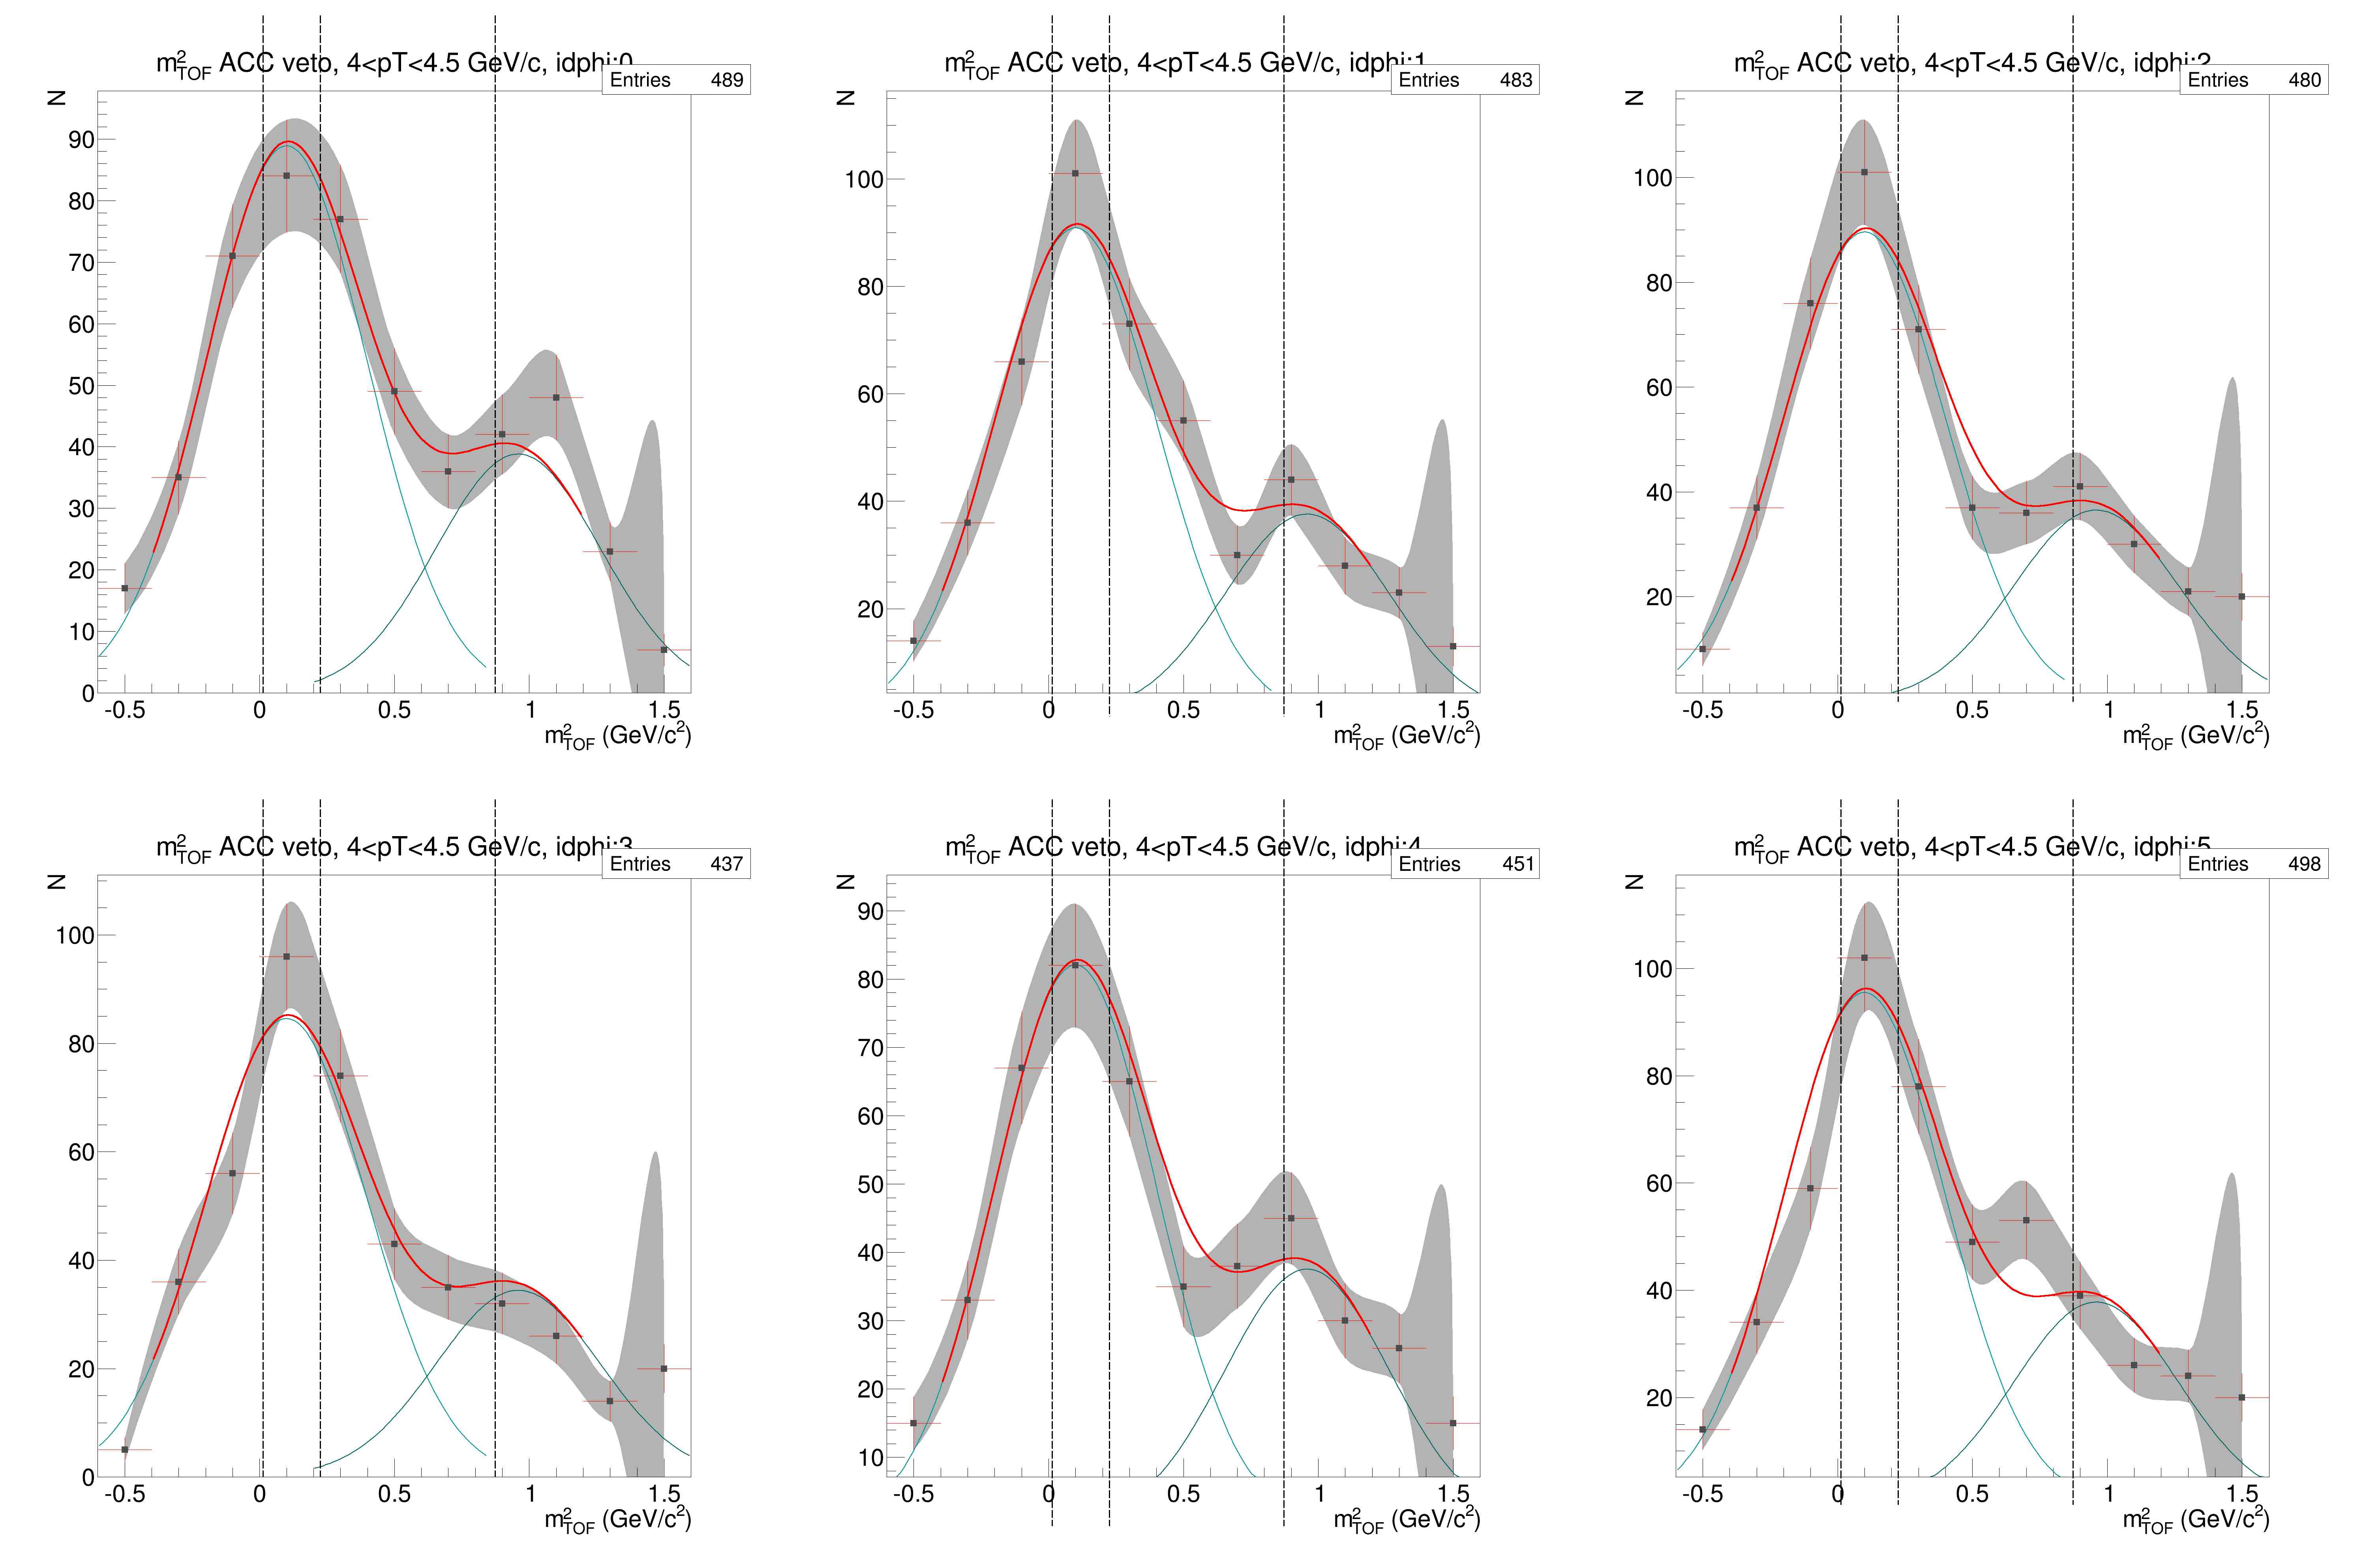 m²TOF ACC veto, 4<pT<4.5 GeV/c, idphi:0
Entries 489
N
90
80
70
60
50
40
30
20
10
0
-0.5 0 0.5 1 1.5
m²TOF (GeV/c²)
m²TOF ACC veto, 4<pT<4.5 GeV/c, idphi:1
Entries 483
N
100
80
60
40
20
-0.5 0 0.5 1 1.5
m²TOF (GeV/c²)
m²TOF ACC veto, 4<pT<4.5 GeV/c, idphi:2
Entries 480
N
100
80
60
40
20
-0.5 0 0.5 1 1.5
m²TOF (GeV/c²)
m²TOF ACC veto, 4<pT<4.5 GeV/c, idphi:3
Entries 437
N
100
80
60
40
20
0
-0.5 0 0.5 1 1.5
m²TOF (GeV/c²)
m²TOF ACC veto, 4<pT<4.5 GeV/c, idphi:4
Entries 451
N
90
80
70
60
50
40
30
20
10
-0.5 0 0.5 1 1.5
m²TOF (GeV/c²)
m²TOF ACC veto, 4<pT<4.5 GeV/c, idphi:5
Entries 498
N
100
80
60
40
20
-0.5 0 0.5 1 1.5
m²TOF (GeV/c²)